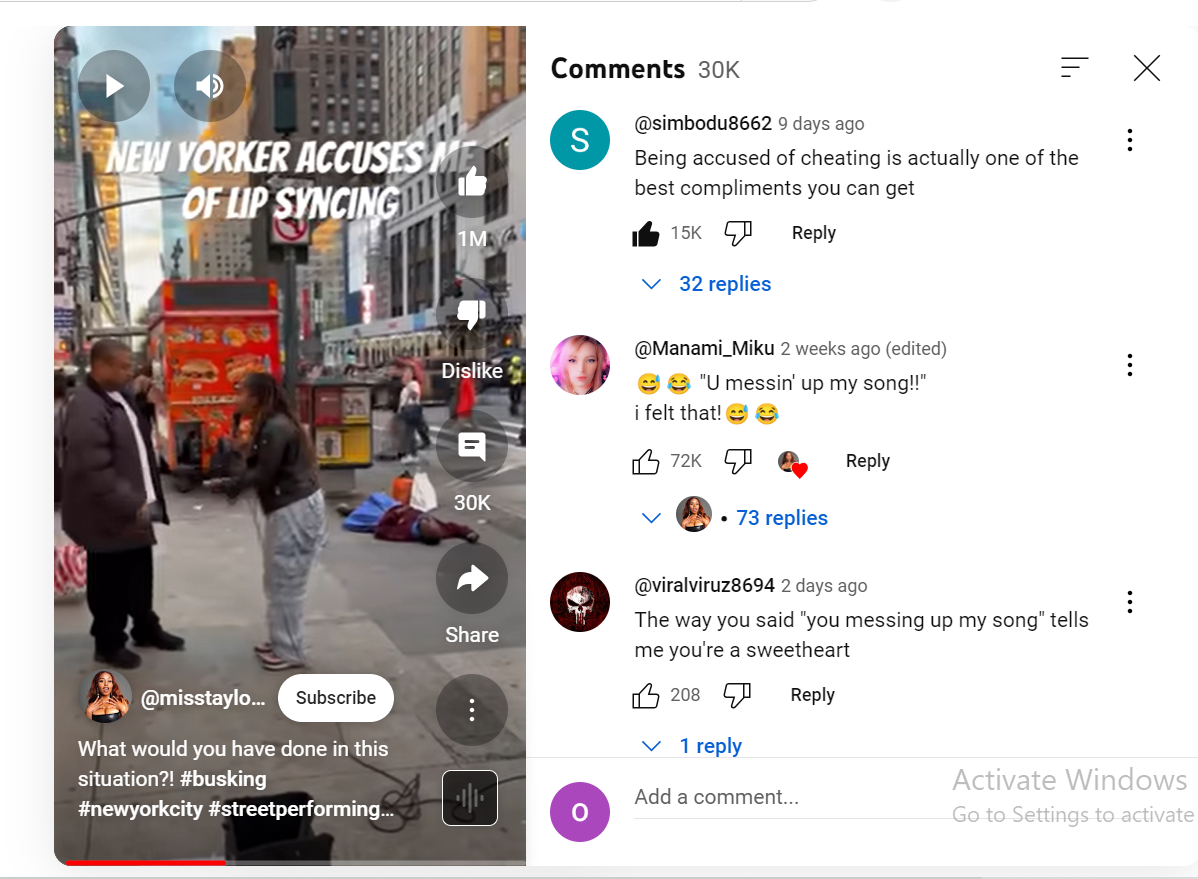 NEW YORKER ACCUSES ME
OF LIP SYNCING
1M
Dislike
30K
Share
@misstaylo...
Subscribe
What would you have done in this
situation?! #busking
#newyorkcity #streetperforming...
Comments 30K
S
@simbodu8662 9 days ago
Being accused of cheating is actually one of the
best compliments you can get
15K
Reply
32 replies
@Manami_Miku 2 weeks ago (edited)
😅 😂 "U messin' up my song!!"
i felt that!😅 😂
72K
Reply
• 73 replies
@viralviruz8694 2 days ago
The way you said "you messing up my song" tells
me you're a sweetheart
208
Reply
1 reply
O
Add a comment...
Activate Windows
Go to Settings to activate